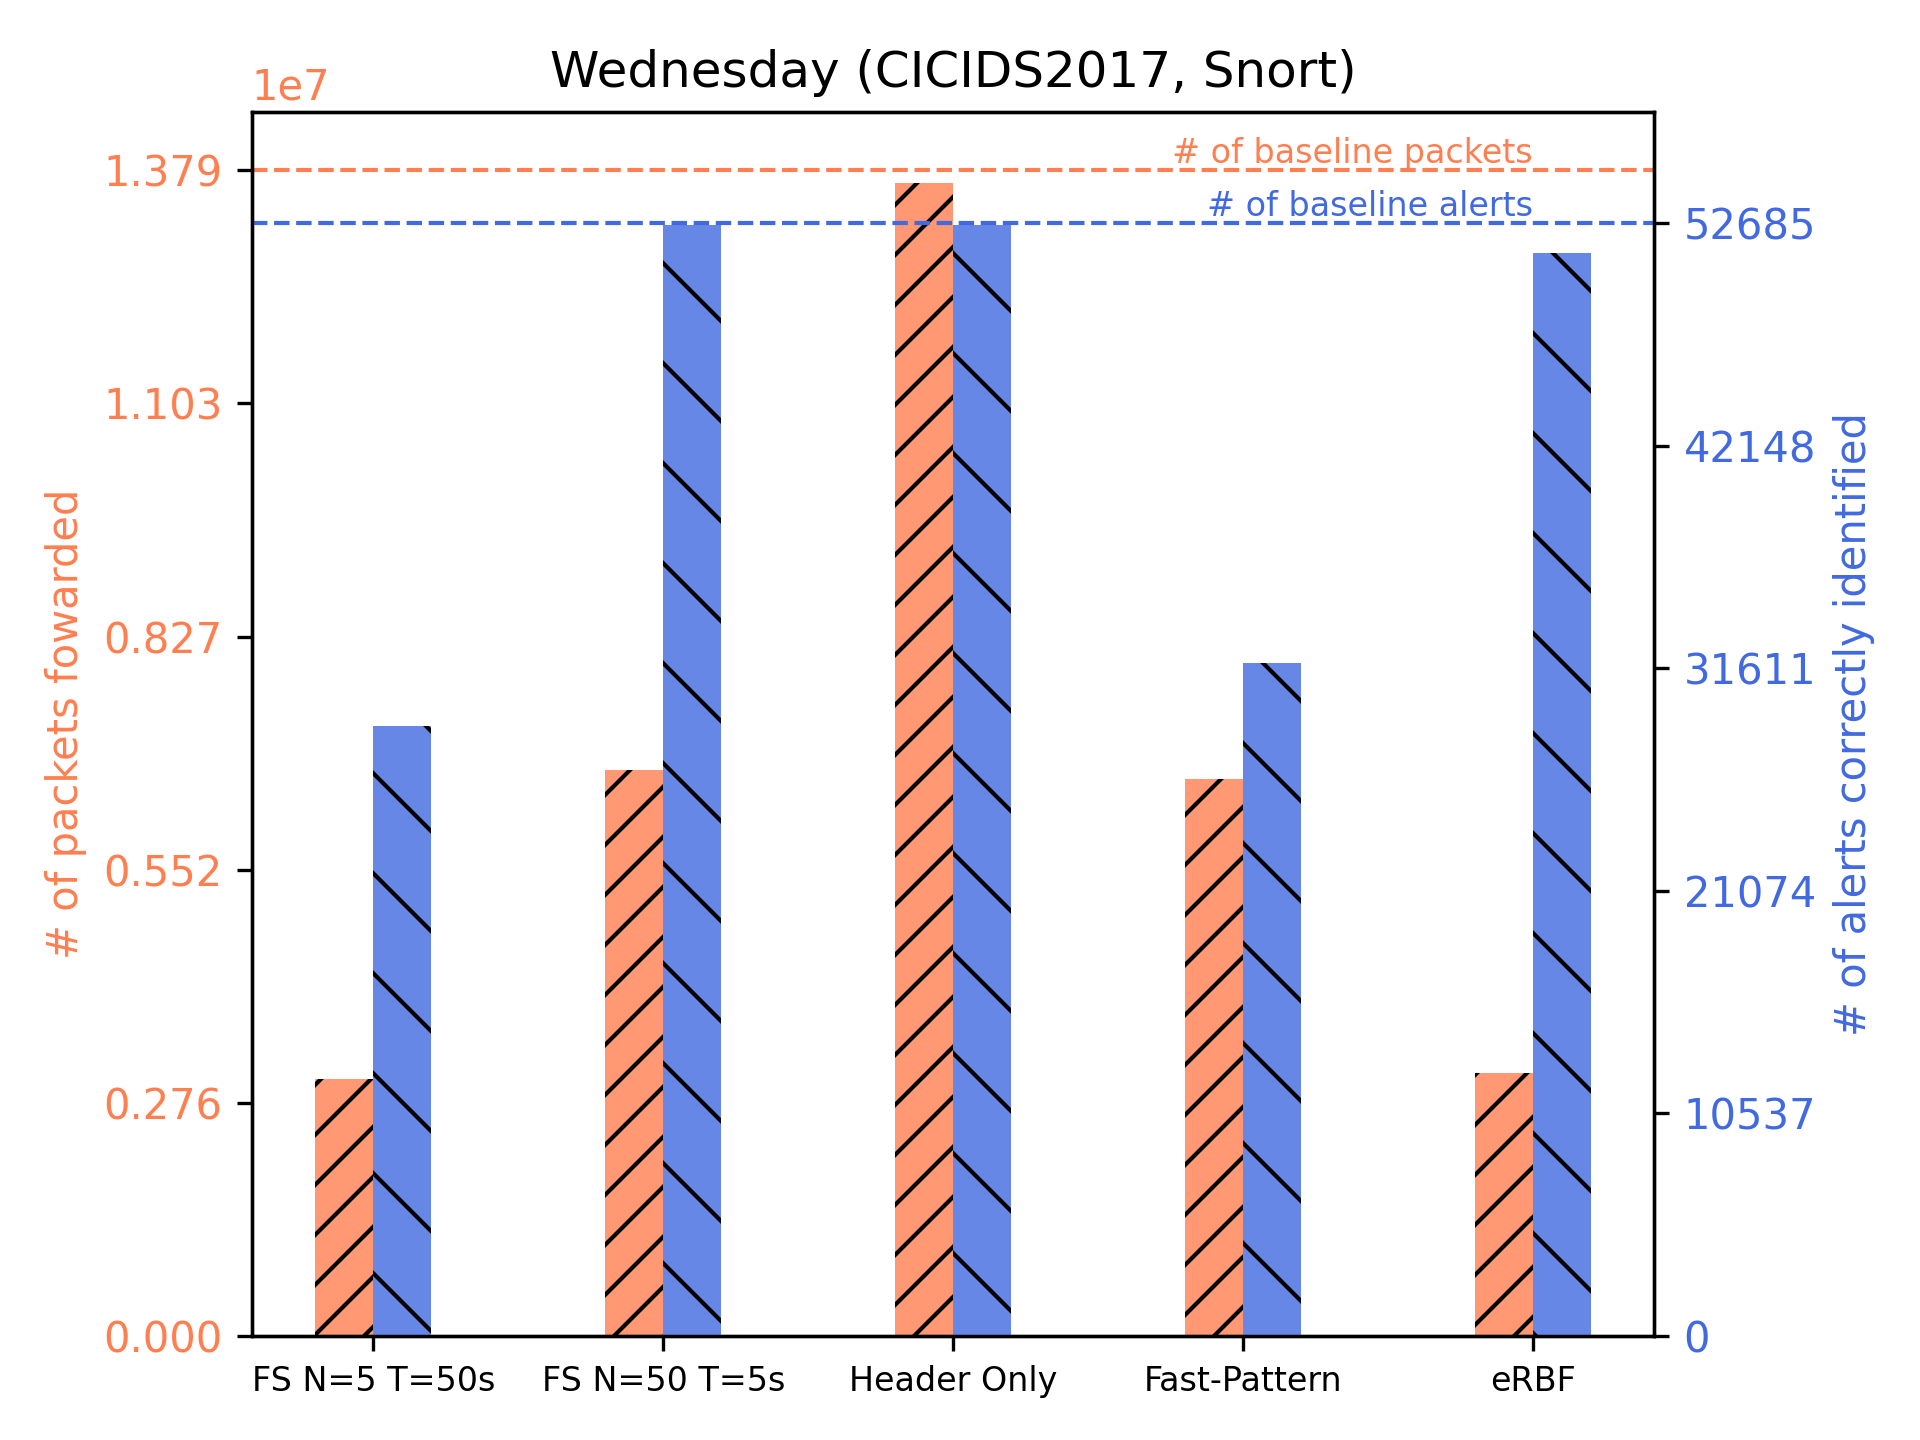 Wednesday (CICIDS2017, Snort)
1e7
# of baseline packets
# of baseline alerts
1.379
1.103
0.827
0.552
0.276
0.000
# of packets fowarded
52685
42148
31611
21074
10537
0
# of alerts correctly identified
FS N=5 T=50s
FS N=50 T=5s
Header Only
Fast-Pattern
eRBF